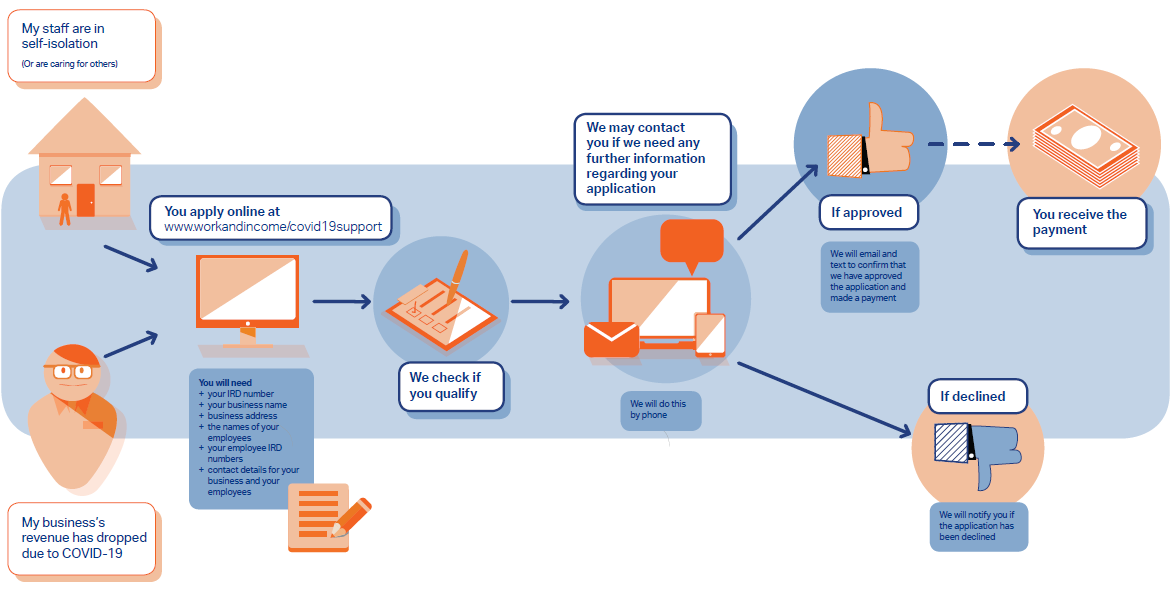 My staff are in
self-isolation
(Or are caring for others)
You apply online at
www.workandincome/covid19support
You will need
+ your IRD number
+ your business name
+ business address
+ the names of your
employees
+ your employee IRD
numbers
+ contact details for your
business and your
employees
My business's
revenue has dropped
due to COVID-19
We check if
you qualify
We may contact
you if we need any
further information
regarding your
application
We will do this
by phone
If approved
We will email and
text to confirm that
we have approved
the application and
made a payment
You receive the
payment
If declined
We will notify you if
the application has
been declined